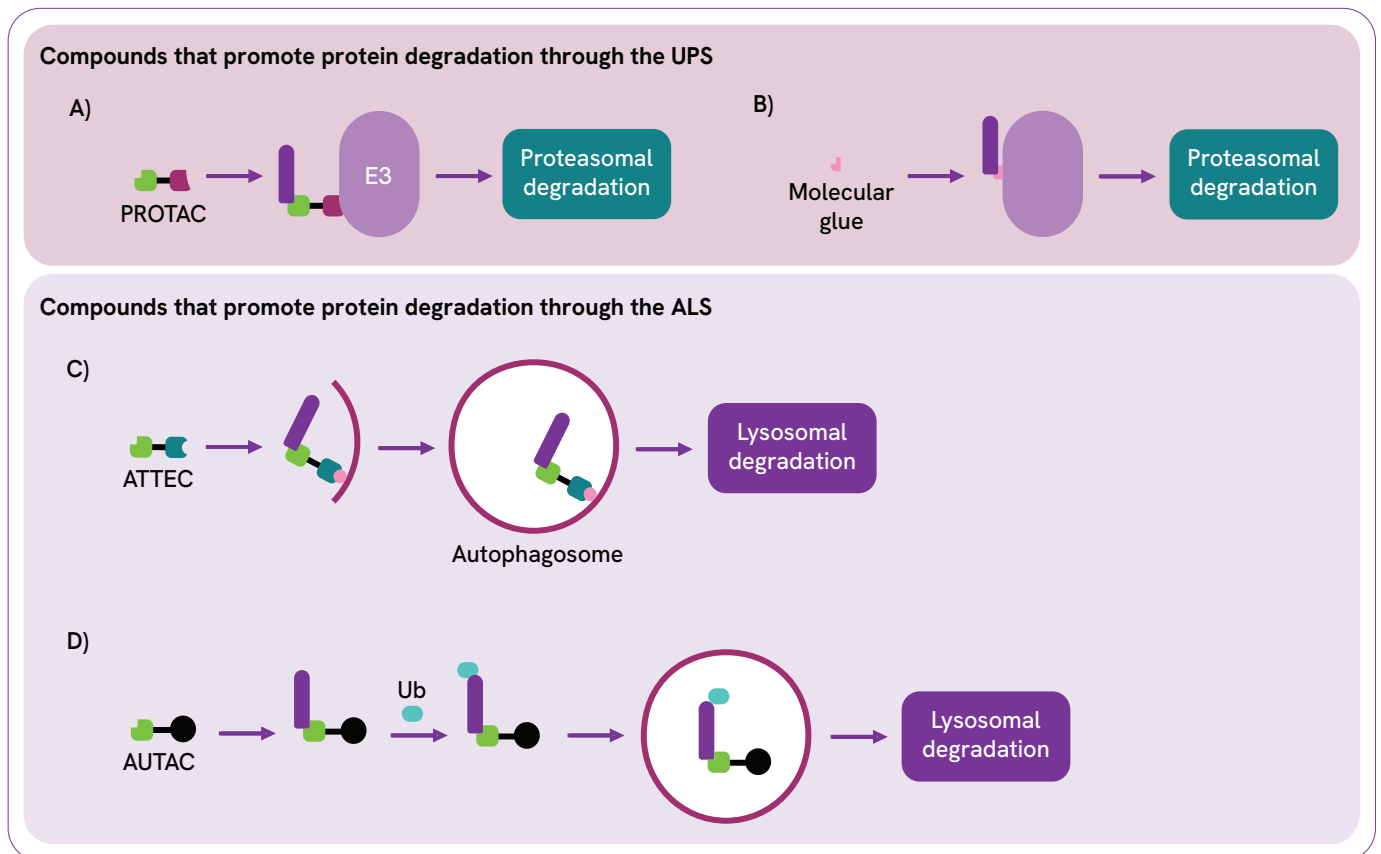 Compounds that promote protein degradation through the UPS
A)
B)
E3
Proteasomal
degradation
PROTAC
Molecular
glue
Proteasomal
degradation
Compounds that promote protein degradation through the ALS
C)
ATTEC
Lysosomal
degradation
Autophagosome
D)
Ub
AUTAC
Lysosomal
degradation